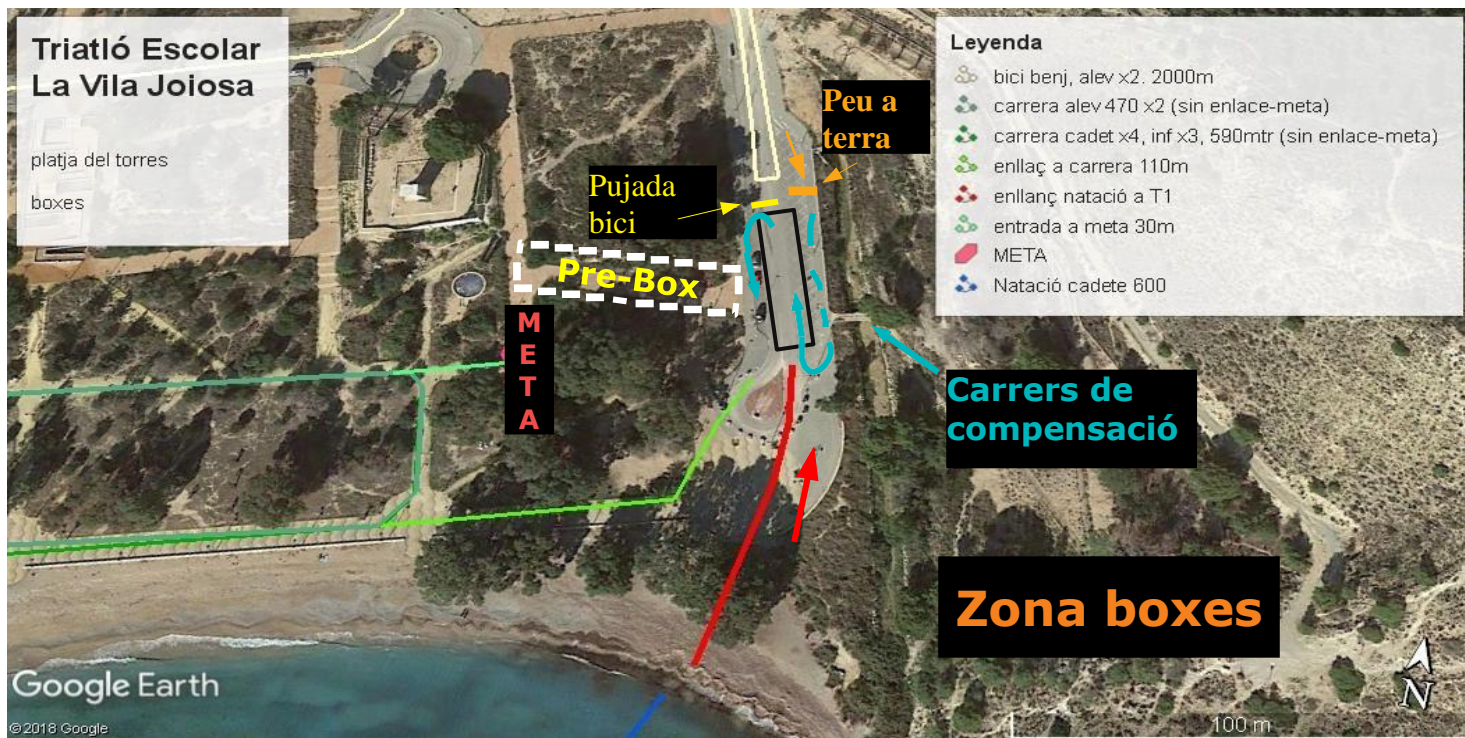 Triatló Escolar
La Vila Joiosa
platja del torres
boxes
Leyenda
bici benj, alev x2. 2000m
carrera alev 470 x2 (sin enlace-meta)
carrera cadet x4, inf x3, 590mtr (sin enlace-meta)
enllaç a carrera 110m
enllanç natació a T1
entrada a meta 30m
META
Natació cadete 600
Peu a
terra
Pujada
bici
Pre-Box
M
E
T
A
Carrers de
compensació
Zona boxes
Google Earth
© 2018 Google
N
100 m